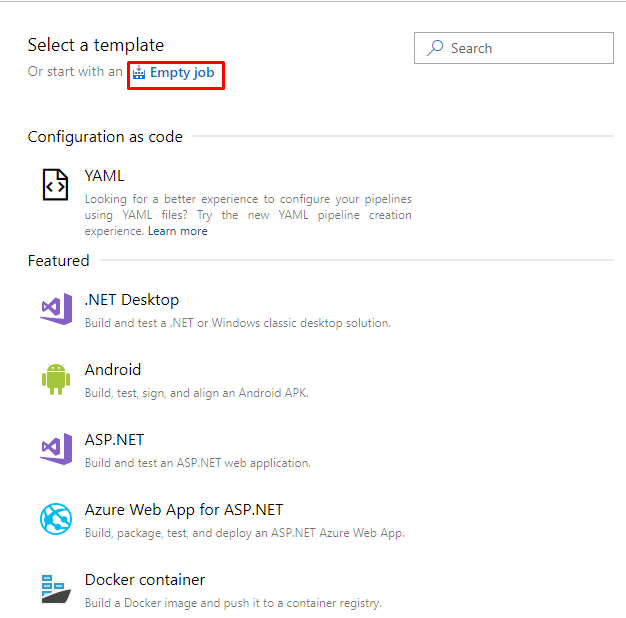 Select a template
Search
Or start with an Empty job
Configuration as code
YAML
Looking for a better experience to configure your pipelines
using YAML files? Try the new YAML pipeline creation
experience. Learn more
Featured
.NET Desktop
Build and test a .NET or Windows classic desktop solution.
Android
Build, test, sign, and align an Android APK.
ASP.NET
Build and test an ASP.NET web application.
Azure Web App for ASP.NET
Build, package, test, and deploy an ASP.NET Azure Web App.
Docker container
Build a Docker image and push it to a container registry.